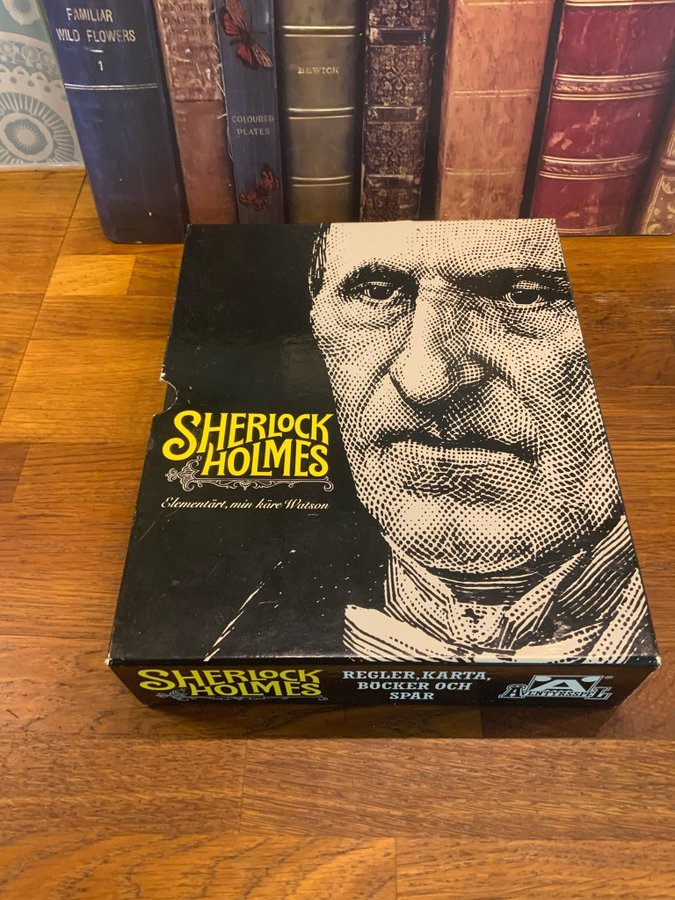 FAMILIAR
WILD FLOWERS
1
BEWICK
COLOURED
PLATES
SHERLOCK
HOLMES
Elementärt, min käre Watson
SHERLOCK
HOLMES
REGLER, KARTA,
BÖCKER OCH
SPÅR
ÄVENTYRSSPEL